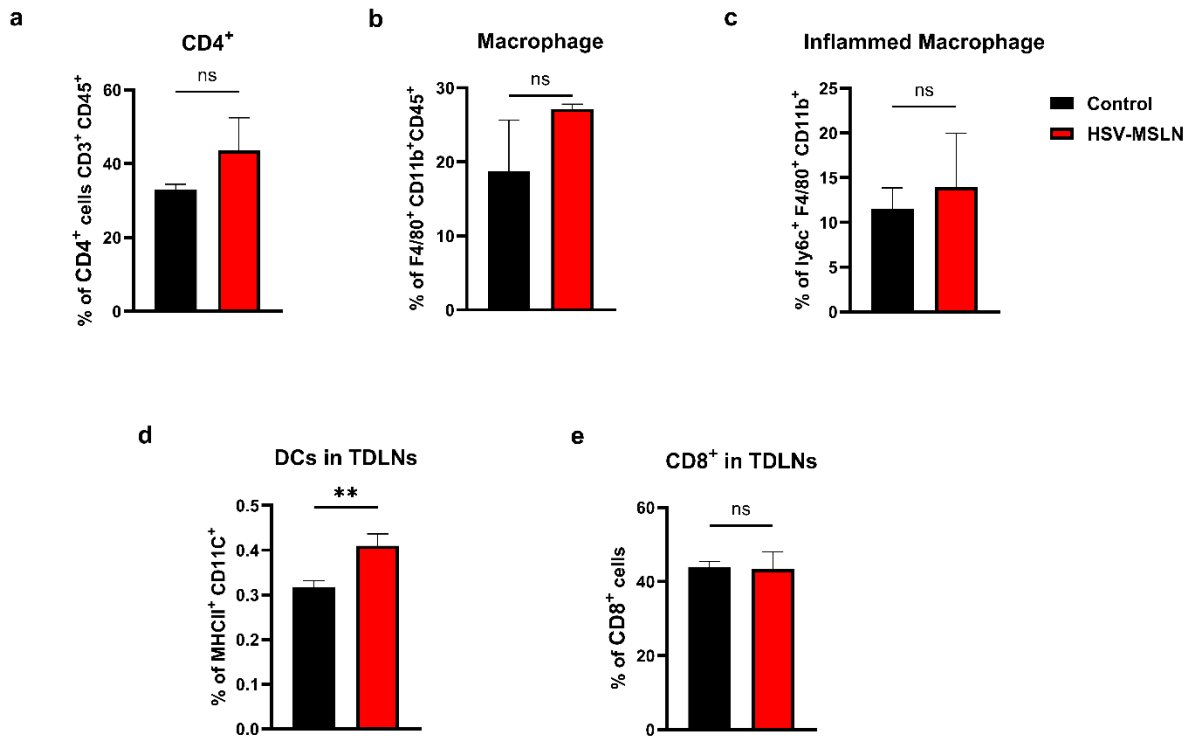 a
CD4⁺
% of CD4⁺ cells CD3⁺ CD45⁺
60
40
20
0
ns
b
Macrophage
% of F4/80⁺ CD11b⁺CD45⁺
30
20
10
0
ns
c
Inflammed Macrophage
% of ly6c⁺ F4/80⁺ CD11b⁺
25
20
15
10
5
0
ns
Control
HSV-MSLN
d
DCs in TDLNs
% of MHCII⁺ CD11C⁺
0.5
0.4
0.3
0.2
0.1
0.0
**
e
CD8⁺ in TDLNs
% of CD8⁺ cells
60
40
20
0
ns